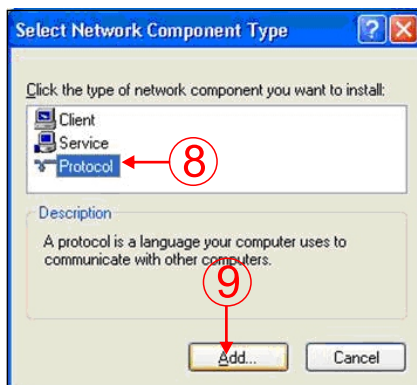 Select Network Component Type
Click the type of network component you want to install:
Client
Service
Protocol
8
Description
A protocol is a language your computer uses to
communicate with other computers.
9
Add...
Cancel